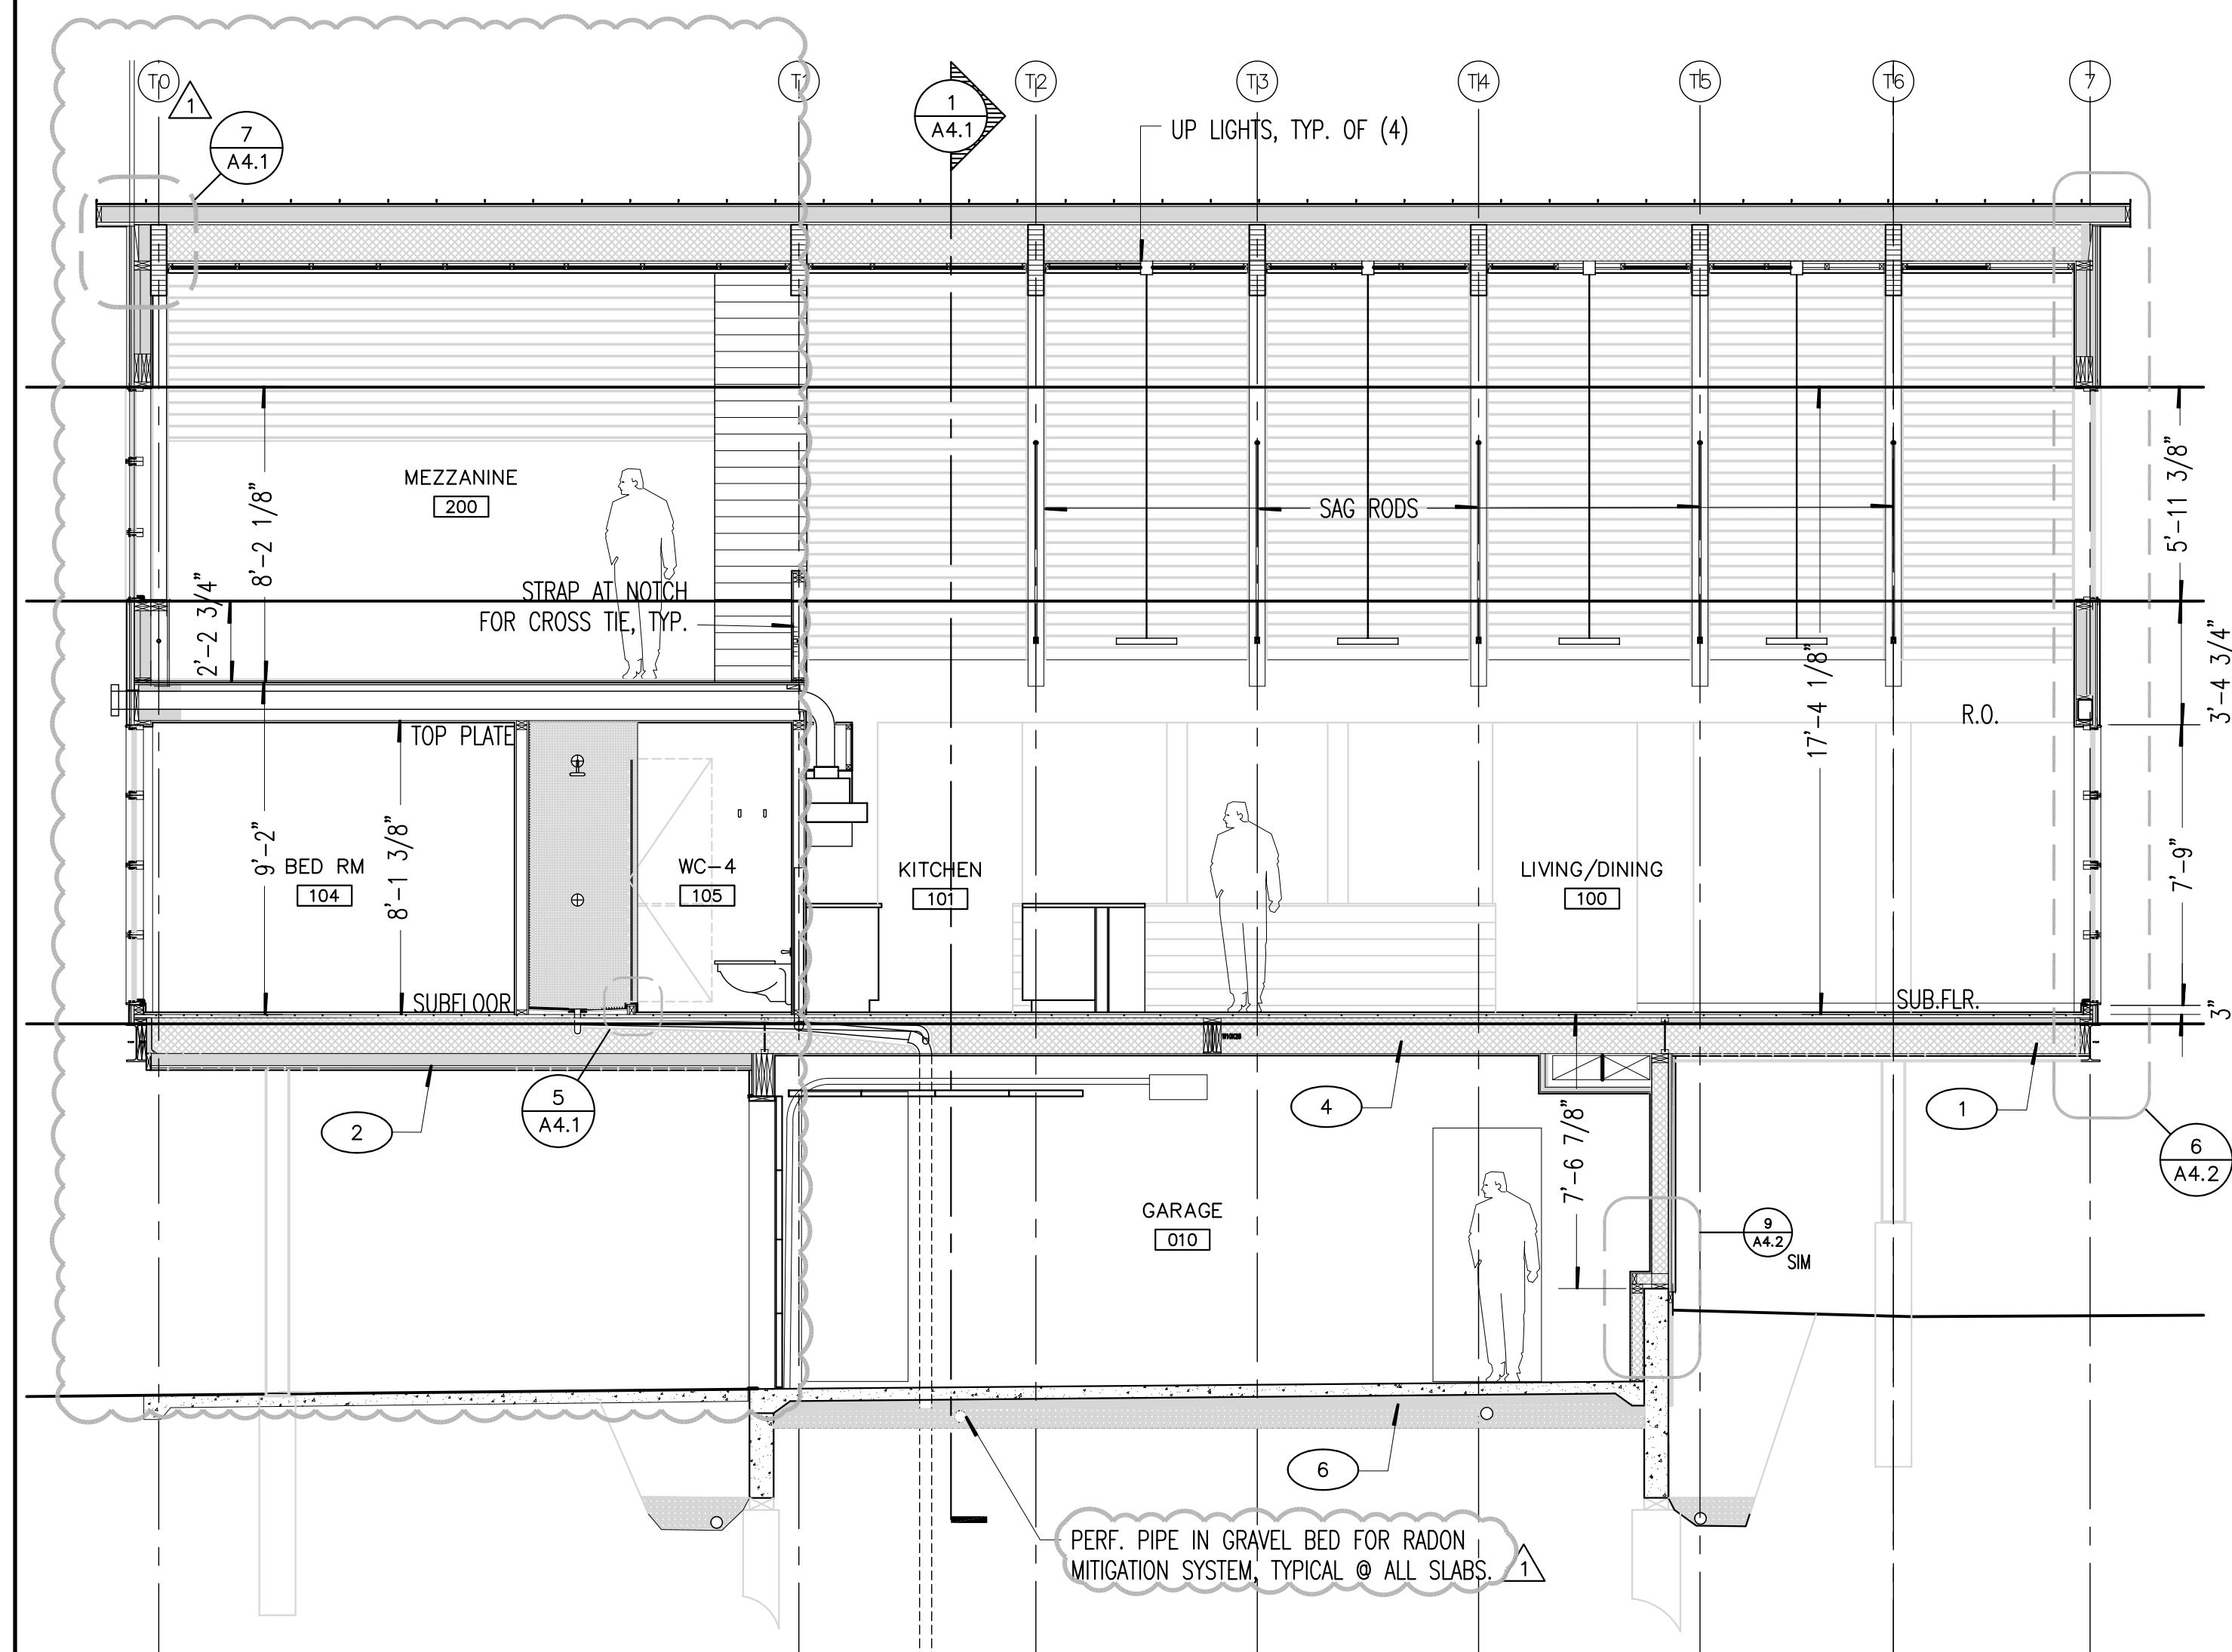 T0
T1
T2
T3
T4
T5
T6
7
1
7
A4.1
1
A4.1
UP LIGHTS, TYP. OF (4)
MEZZANINE
200
8'-2 1/8"
2'-2 3/4"
STRAP AT NOTCH
FOR CROSS TIE, TYP.
SAG RODS
5'-11 3/8"
3'-4 3/4"
17'-4 1/8"
R.O.
TOP PLATE
9'-2"
8'-1 3/8"
BED RM
104
WC-4
105
KITCHEN
101
LIVING/DINING
100
7'-9"
SUBFLOOR
SUB.FLR.
3"
5
A4.1
2
4
1
7'-6 7/8"
6
A4.2
GARAGE
010
9
A4.2
SIM
6
PERF. PIPE IN GRAVEL BED FOR RADON
MITIGATION SYSTEM, TYPICAL @ ALL SLABS.
1